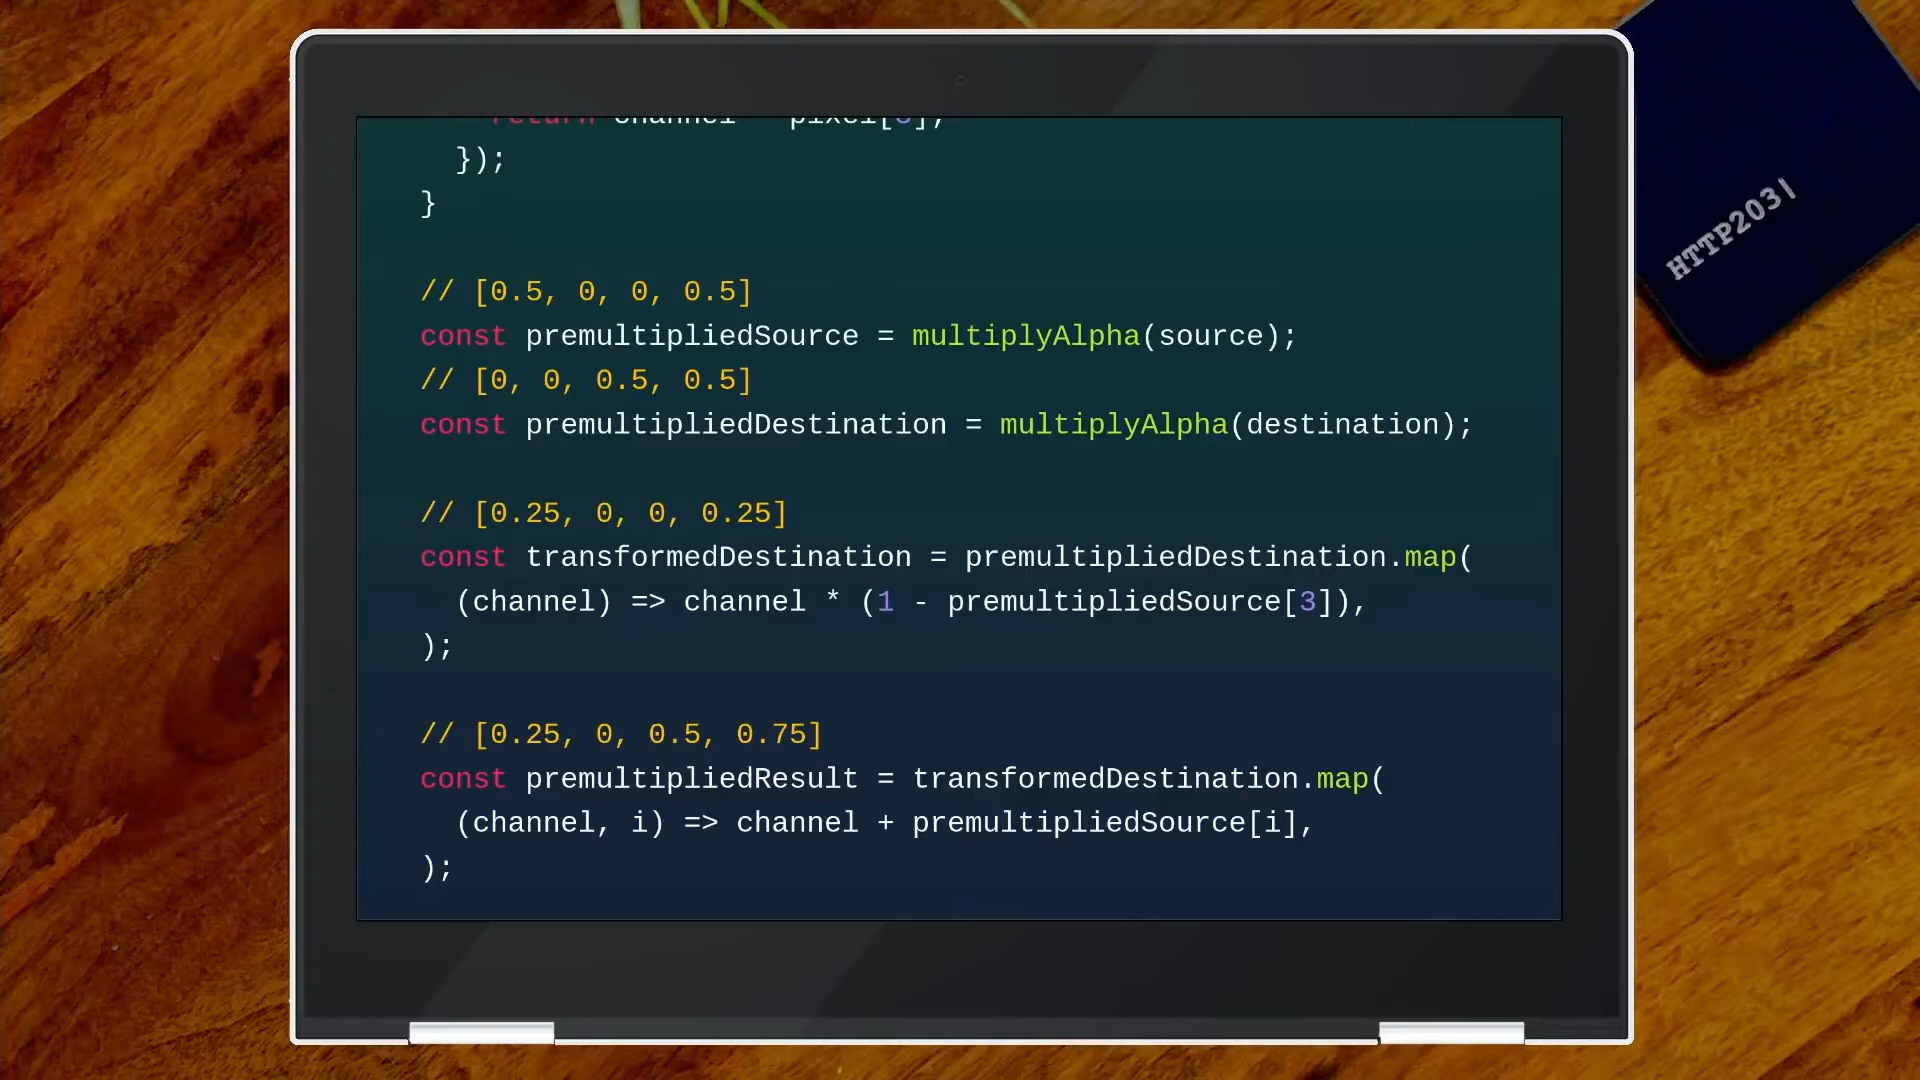 });
}
// [0.5, 0, 0, 0.5]
const premultipliedSource = multiplyAlpha(source);
// [0, 0, 0.5, 0.5]
const premultipliedDestination = multiplyAlpha(destination);
// [0.25, 0, 0, 0.25]
const transformedDestination = premultipliedDestination.map(
(channel) => channel * (1 - premultipliedSource[3]),
);
// [0.25, 0, 0.5, 0.75]
const premultipliedResult = transformedDestination.map(
(channel, i) => channel + premultipliedSource[i],
);
HTTP203|